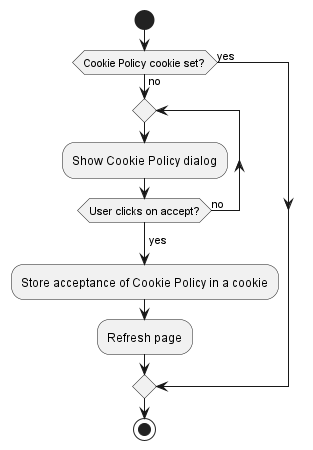 Cookie Policy cookie set?
yes
no
Show Cookie Policy dialog
User clicks on accept?
no
yes
Store acceptance of Cookie Policy in a cookie
Refresh page